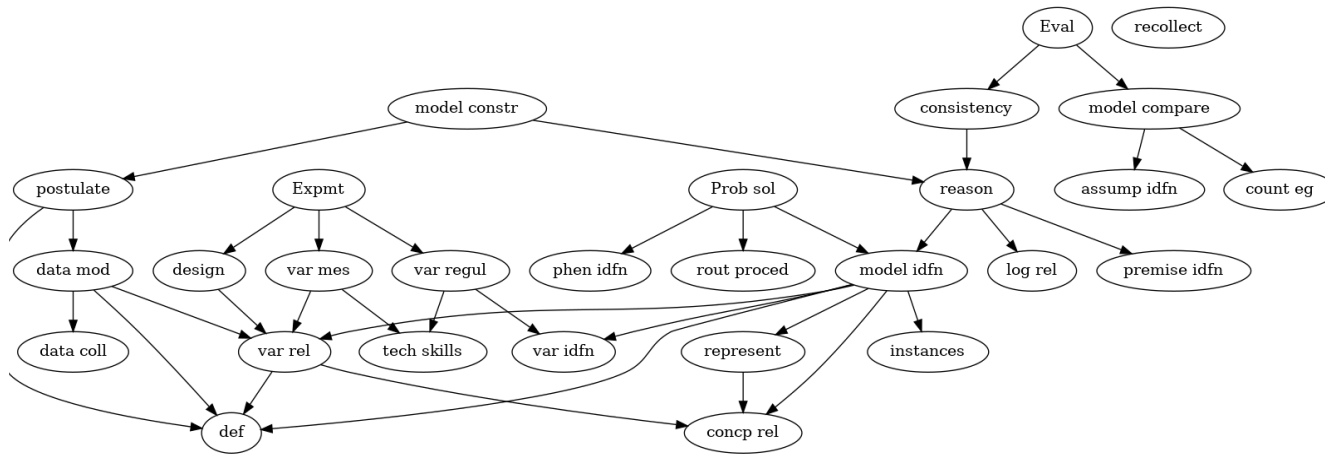 Eval
recollect
model constr
consistency
model compare
postulate
Expmt
Prob sol
reason
assump idfn
count eg
data mod
design
var mes
var regul
phen idfn
rout proced
model idfn
log rel
premise idfn
data coll
var rel
tech skills
var idfn
represent
instances
def
concp rel